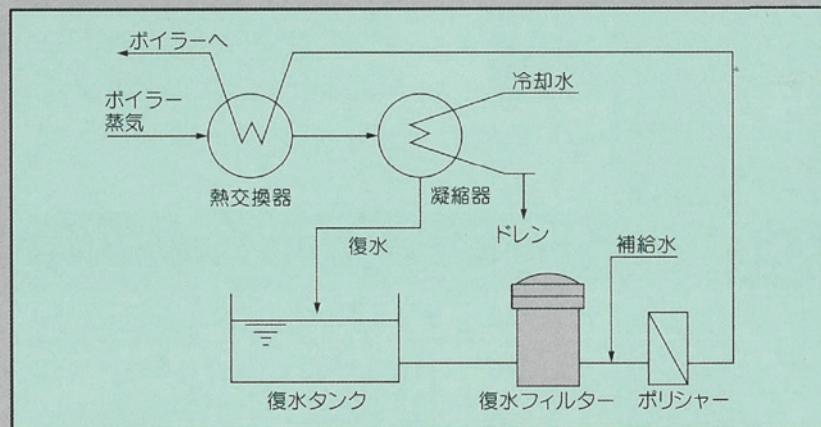 ボイラーへ
ボイラー
蒸気
冷却水
熱交換器
凝縮器
ドレン
復水
補給水
復水タンク
復水フィルター
ポリシャー